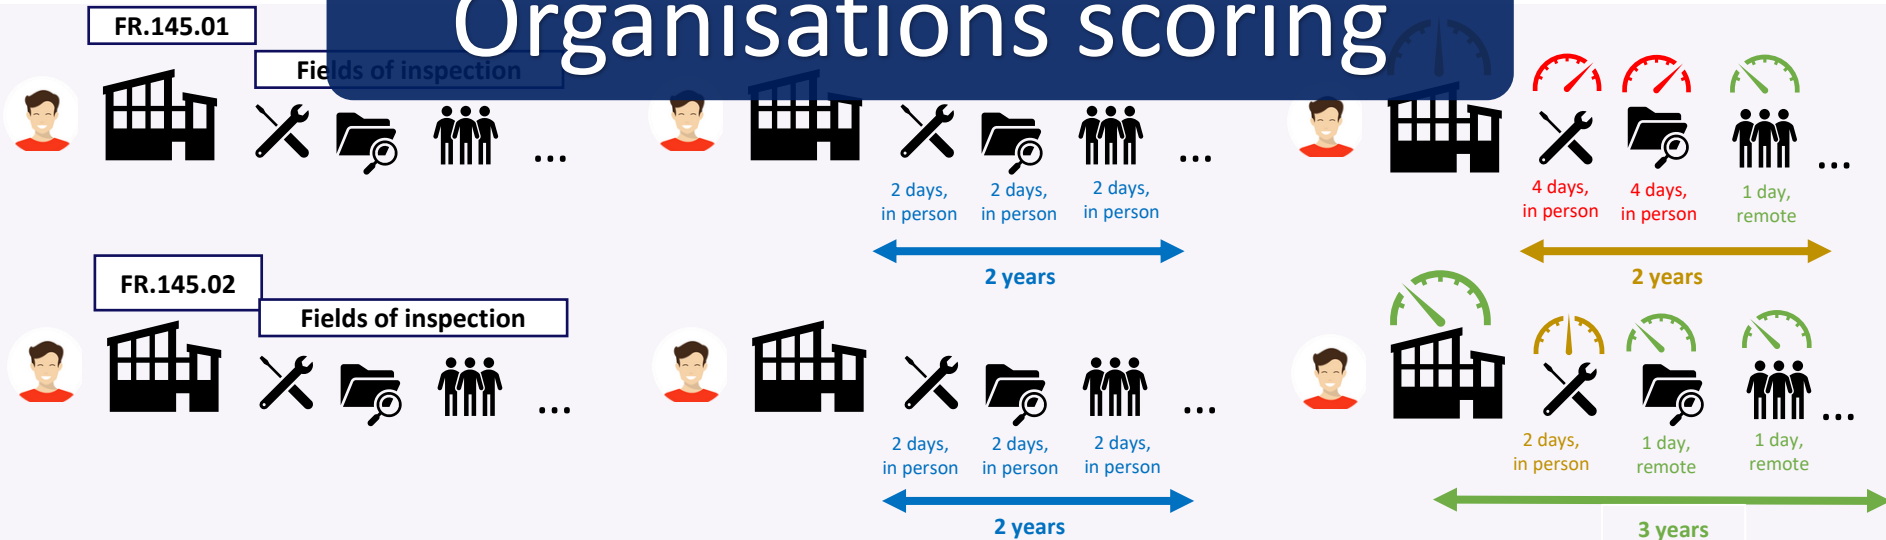 Organisations scoring
FR.145.01
Fields of inspection
...
2 days,
in person
2 days,
in person
2 days,
in person
...
2 years
4 days,
in person
4 days,
in person
1 day,
remote
...
2 years
FR.145.02
Fields of inspection
...
2 days,
in person
2 days,
in person
2 days,
in person
...
2 years
2 days,
in person
1 day,
remote
1 day,
remote
...
3 years